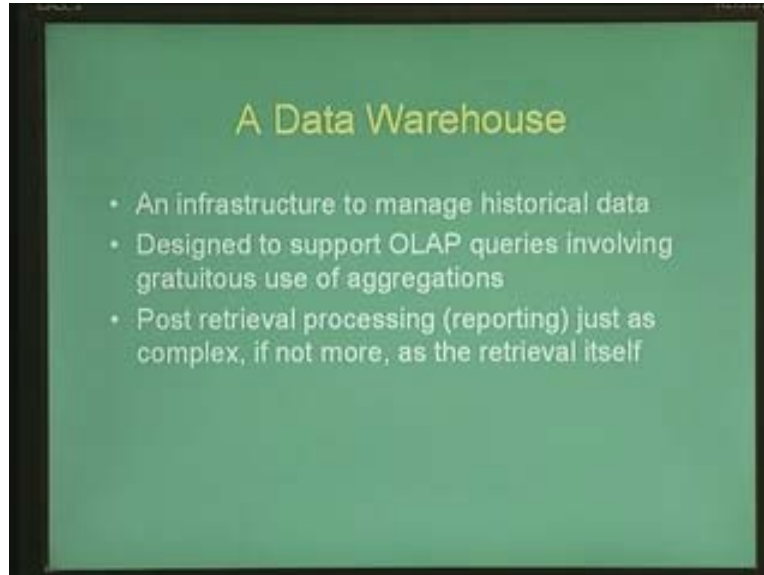 A Data Warehouse
• An infrastructure to manage historical data
• Designed to support OLAP queries involving
gratuitous use of aggregations
• Post retrieval processing (reporting) just as
complex, if not more, as the retrieval itself